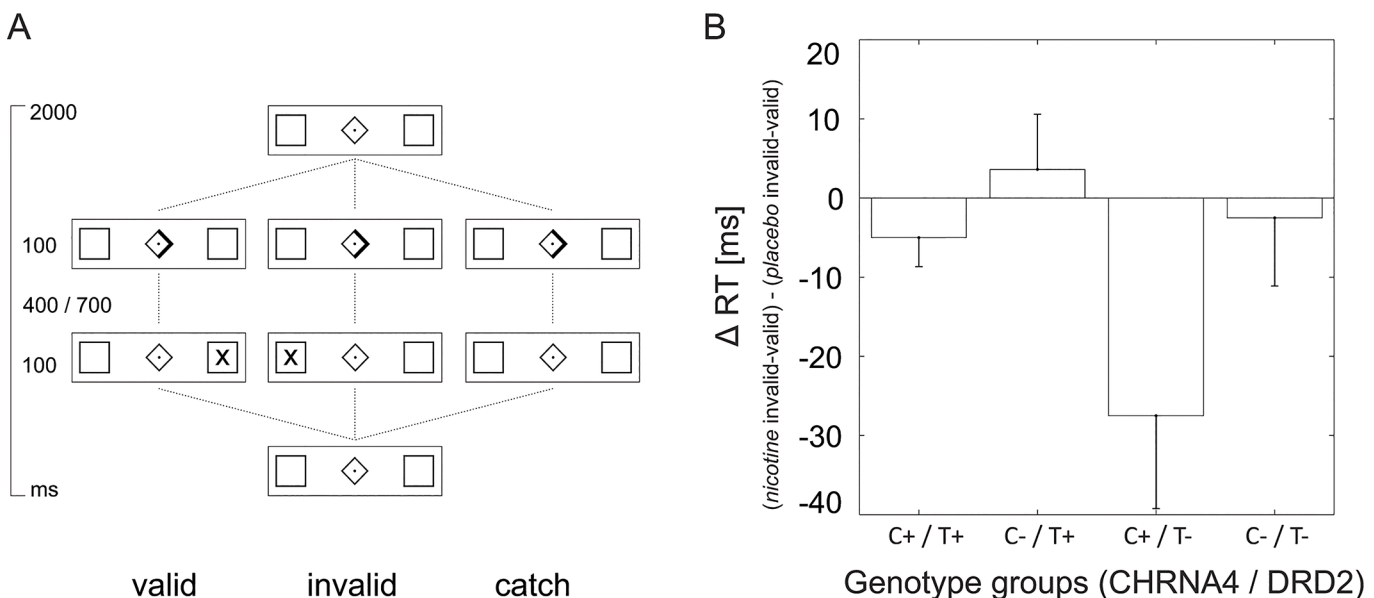 A
2000
100
400 / 700
X
X
100
ms
valid
invalid
catch
B
Δ RT [ms]
(nicotine invalid-valid) - (placebo invalid-valid)
20
10
0
-10
-20
-30
-40
C+ / T+
C- / T+
C+ / T-
C- / T-
Genotype groups (CHRNA4 / DRD2)